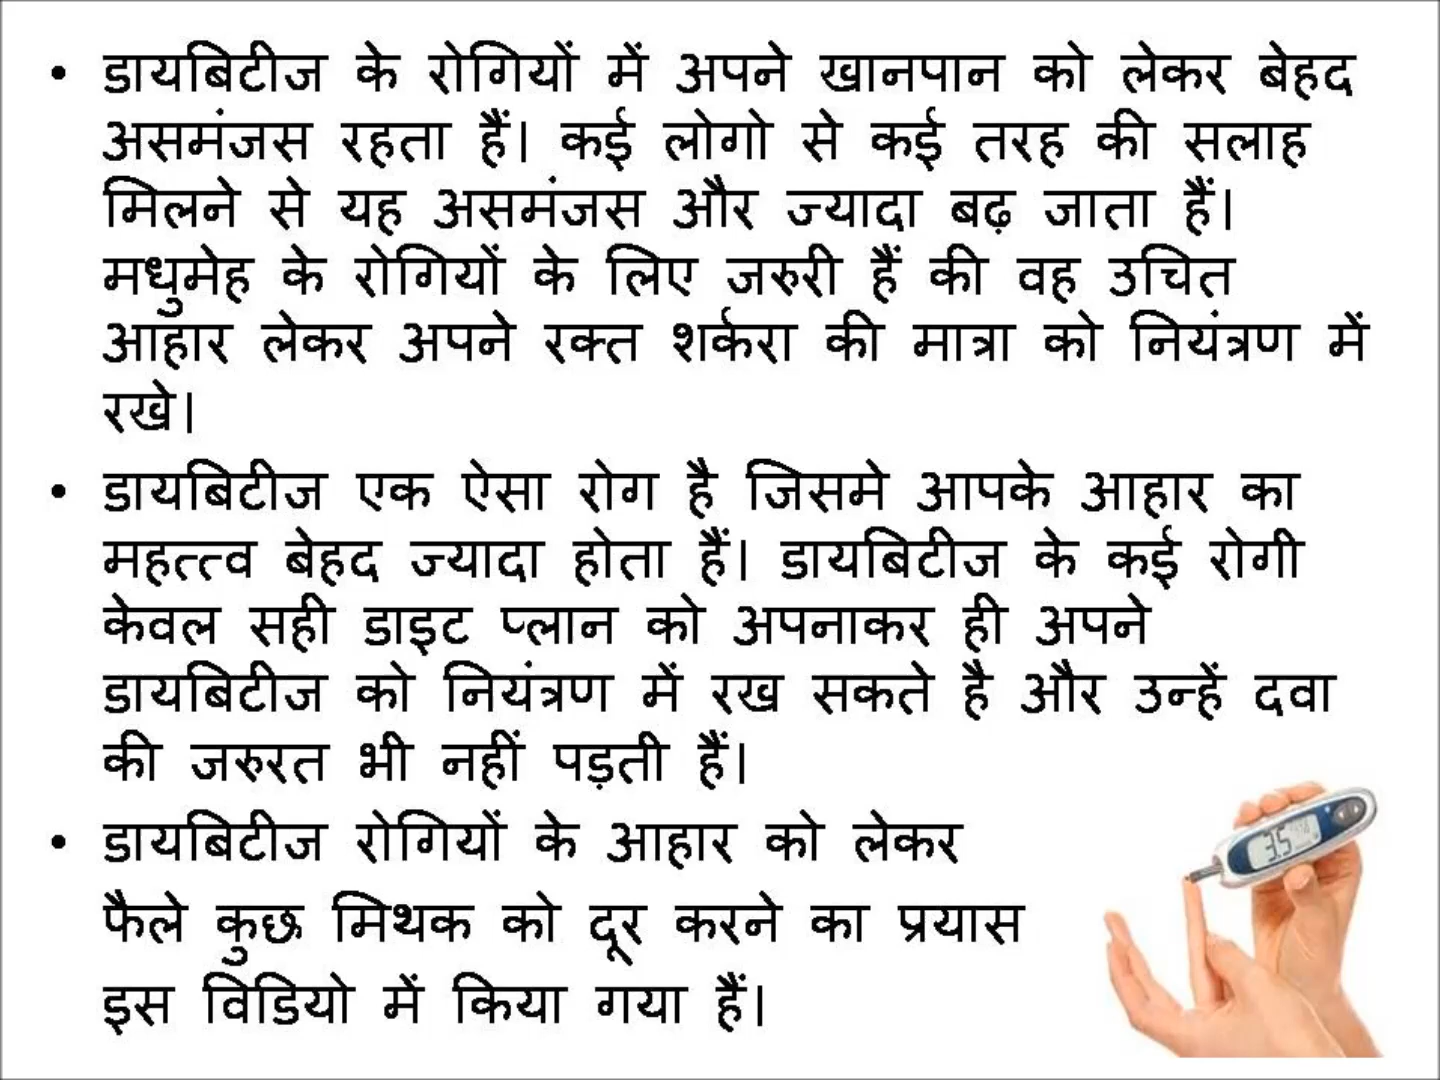 • डायबिटीज के रोगियों में अपने खानपान को लेकर बेहद
असमंजस रहता हैं। कई लोगो से कई तरह की सलाह
मिलने से यह असमंजस और ज्यादा बढ़ जाता हैं।
मधुमेह के रोगियों के लिए जरुरी हैं की वह उचित
आहार लेकर अपने रक्त शर्करा की मात्रा को नियंत्रण में
रखे।
• डायबिटीज एक ऐसा रोग है जिसमे आपके आहार का
महत्त्व बेहद ज्यादा होता हैं। डायबिटीज के कई रोगी
केवल सही डाइट प्लान को अपनाकर ही अपने
डायबिटीज को नियंत्रण में रख सकते है और उन्हें दवा
की जरुरत भी नहीं पड़ती हैं।
• डायबिटीज रोगियों के आहार को लेकर
फैले कुछ मिथक को दूर करने का प्रयास
इस विडियो में किया गया हैं।
3.5